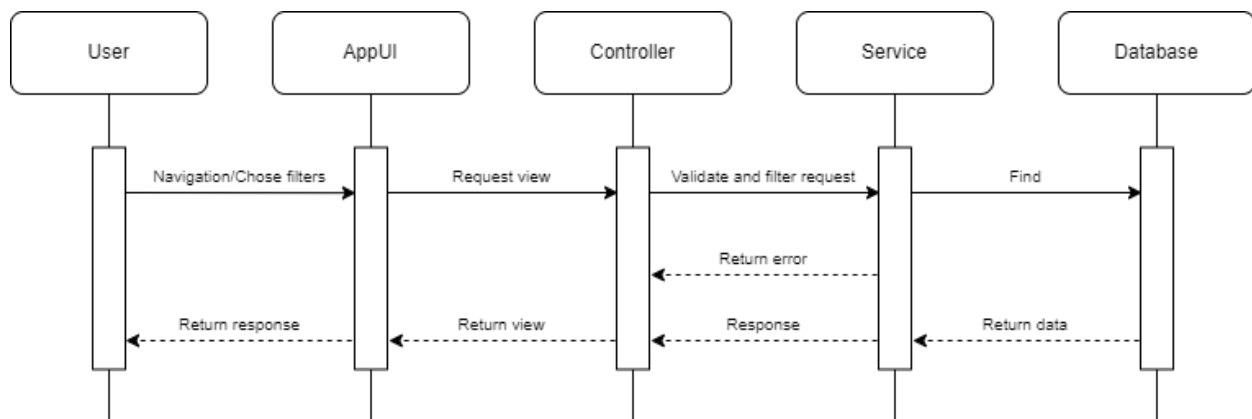 User
AppUI
Controller
Service
Database
Navigation/Chose filters
Request view
Validate and filter request
Find
Return error
Return response
Return view
Response
Return data